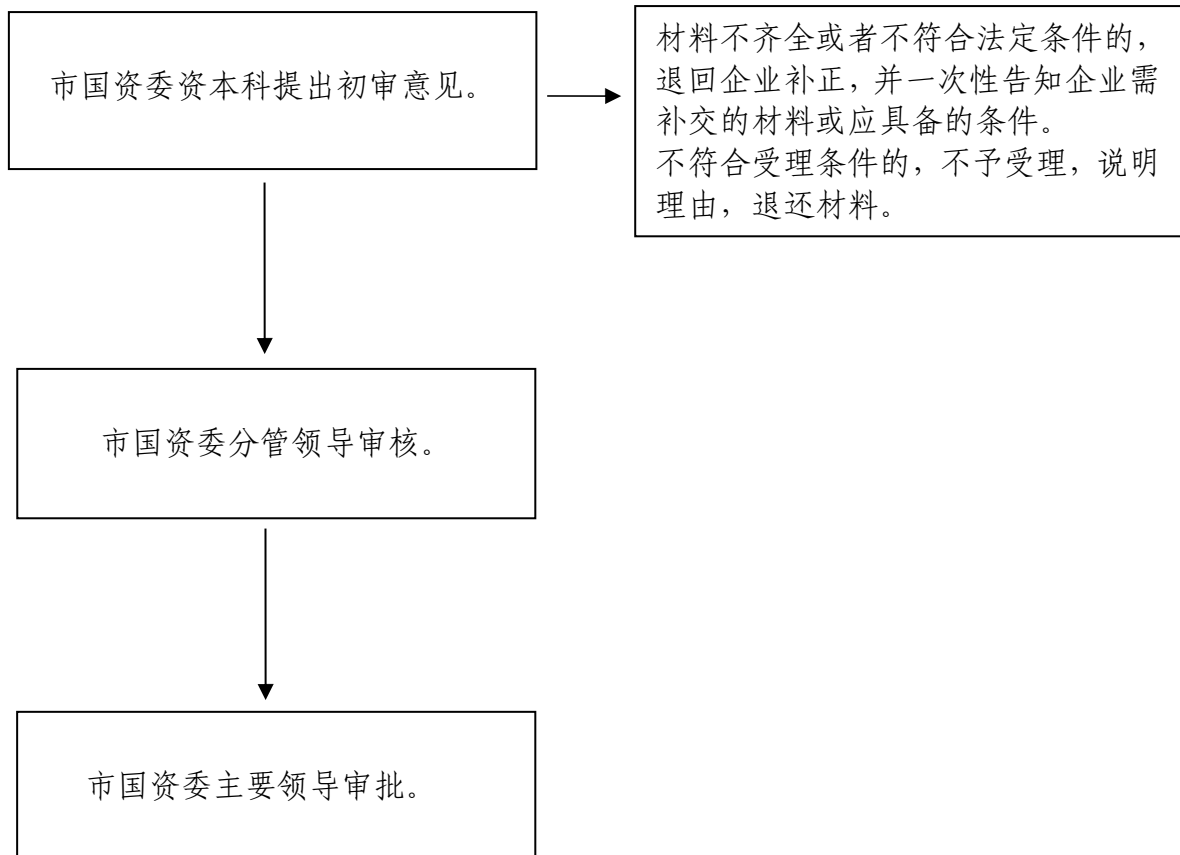 市国资委资本科提出初审意见。
材料不齐全或者不符合法定条件的，
退回企业补正，并一次性告知企业需
补交的材料或应具备的条件。
不符合受理条件的，不予受理，说明
理由，退还材料。
市国资委分管领导审核。
市国资委主要领导审批。